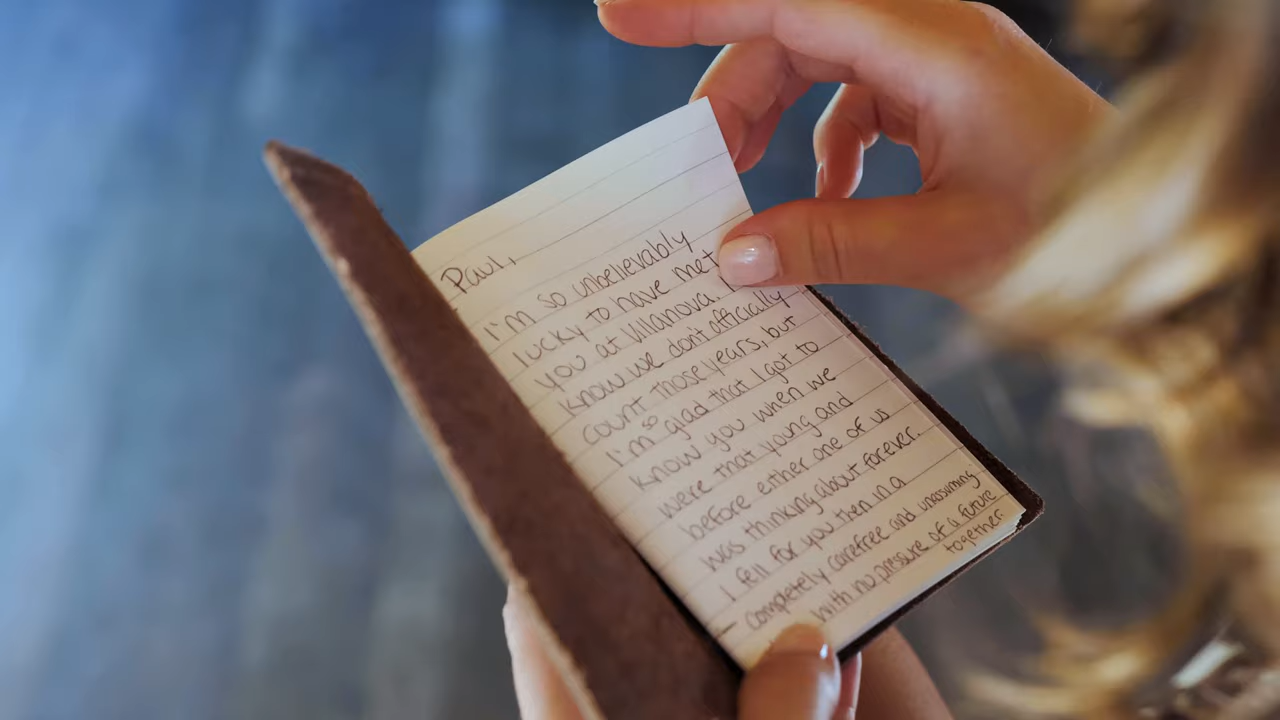 Paul,
I'm so unbelievably
lucky to have met
you at Villanova.
know we don't officially
count those years, but
I'm so glad that I got to
know you when we
were that young and
before either one of us
was thinking about forever.
I fell for you then in a
completely carefree and unassuming
with no pressure of a future
together.